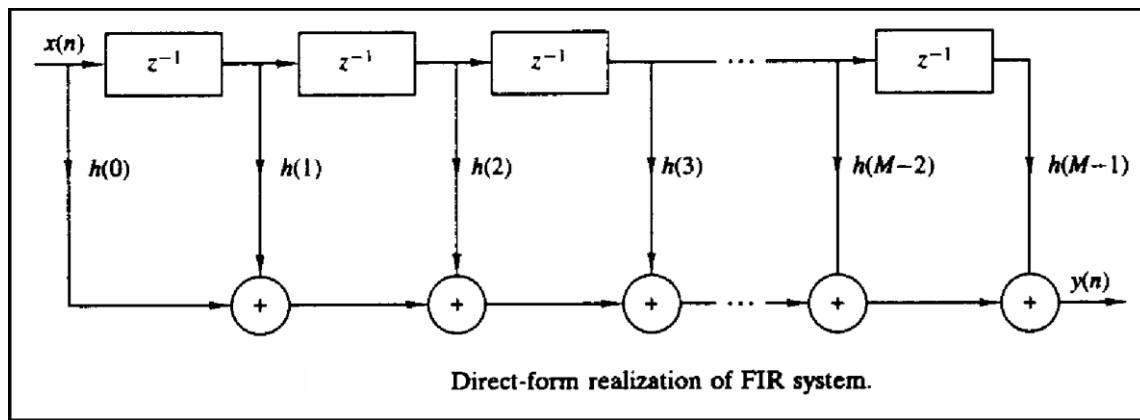 x(n)
z⁻¹ z⁻¹ z⁻¹ ... z⁻¹
h(0) h(1) h(2) h(3) h(M-2) h(M-1)
+ + + ... + + y(n)
Direct-form realization of FIR system.